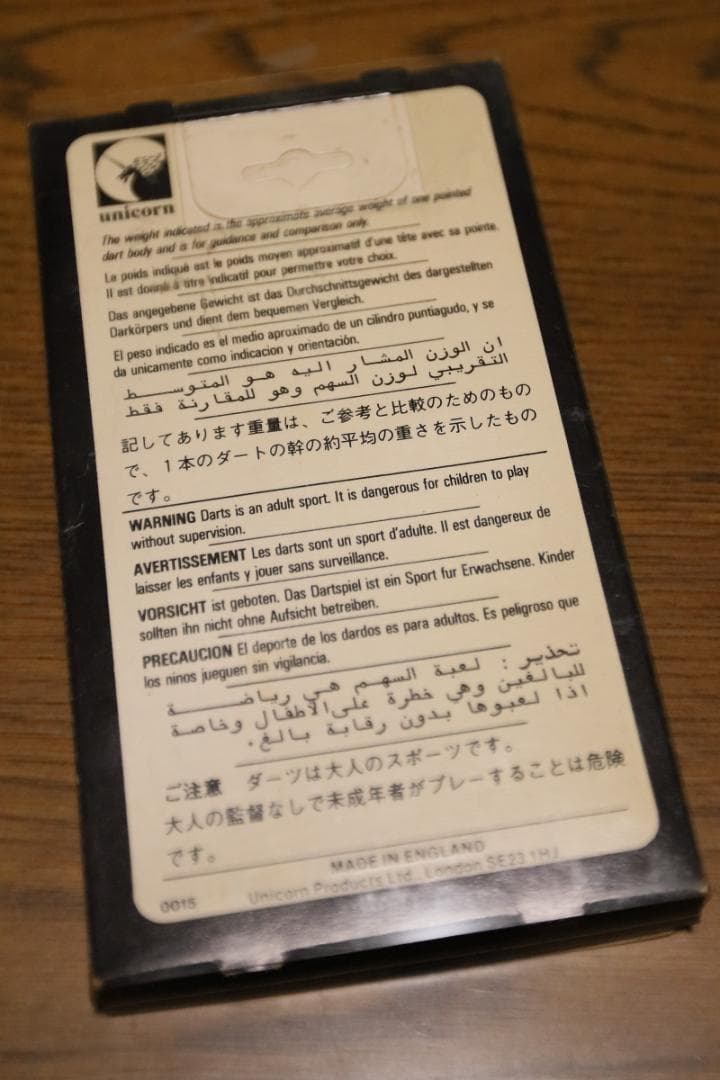 unicorn
The weight indicated is the approximate average weight of one pointed
dart body and is for guidance and comparison only.
Le poids indiqué est le poids moyen approximatif d'une tête avec sa pointe.
Il est donné à titre indicatif pour permettre votre choix.
Das angegebene Gewicht ist das Durchschnittsgewicht des dargestellten
Darkörpers und dient dem bequemen Vergleich.
El peso indicado es el medio aproximado de un cilindro puntiagudo, y se
da unicamente como indicacion y orientación.
ان الوزن المشار اليه هو المتوسط
التقريبي لوزن السهم وهو للمقارنة فقط
記してあります重量は、ご参考と比較のためのもの
で、1本のダートの幹の約平均の重さを示したもの
です。
WARNING Darts is an adult sport. It is dangerous for children to play
without supervision.
AVERTISSEMENT Les darts sont un sport d'adulte. Il est dangereux de
laisser les enfants y jouer sans surveillance.
VORSICHT ist geboten. Das Dartspiel ist ein Sport fur Erwachsene. Kinder
sollten ihn nicht ohne Aufsicht betreiben.
PRECAUCION El deporte de los dardos es para adultos. Es peligroso que
los ninos jueguen sin vigilancia.
تحذير : لعبة السهم هي رياضة
للبالغين وهي خطرة على الاطفال وخاصة
اذا لعبوها بدون رقابة بالغ.
ご注意 ダーツは大人のスポーツです。
大人の監督なしで未成年者がプレーすることは危険
です。
MADE IN ENGLAND
0015 Unicorn Products Ltd., London SE23 1HJ